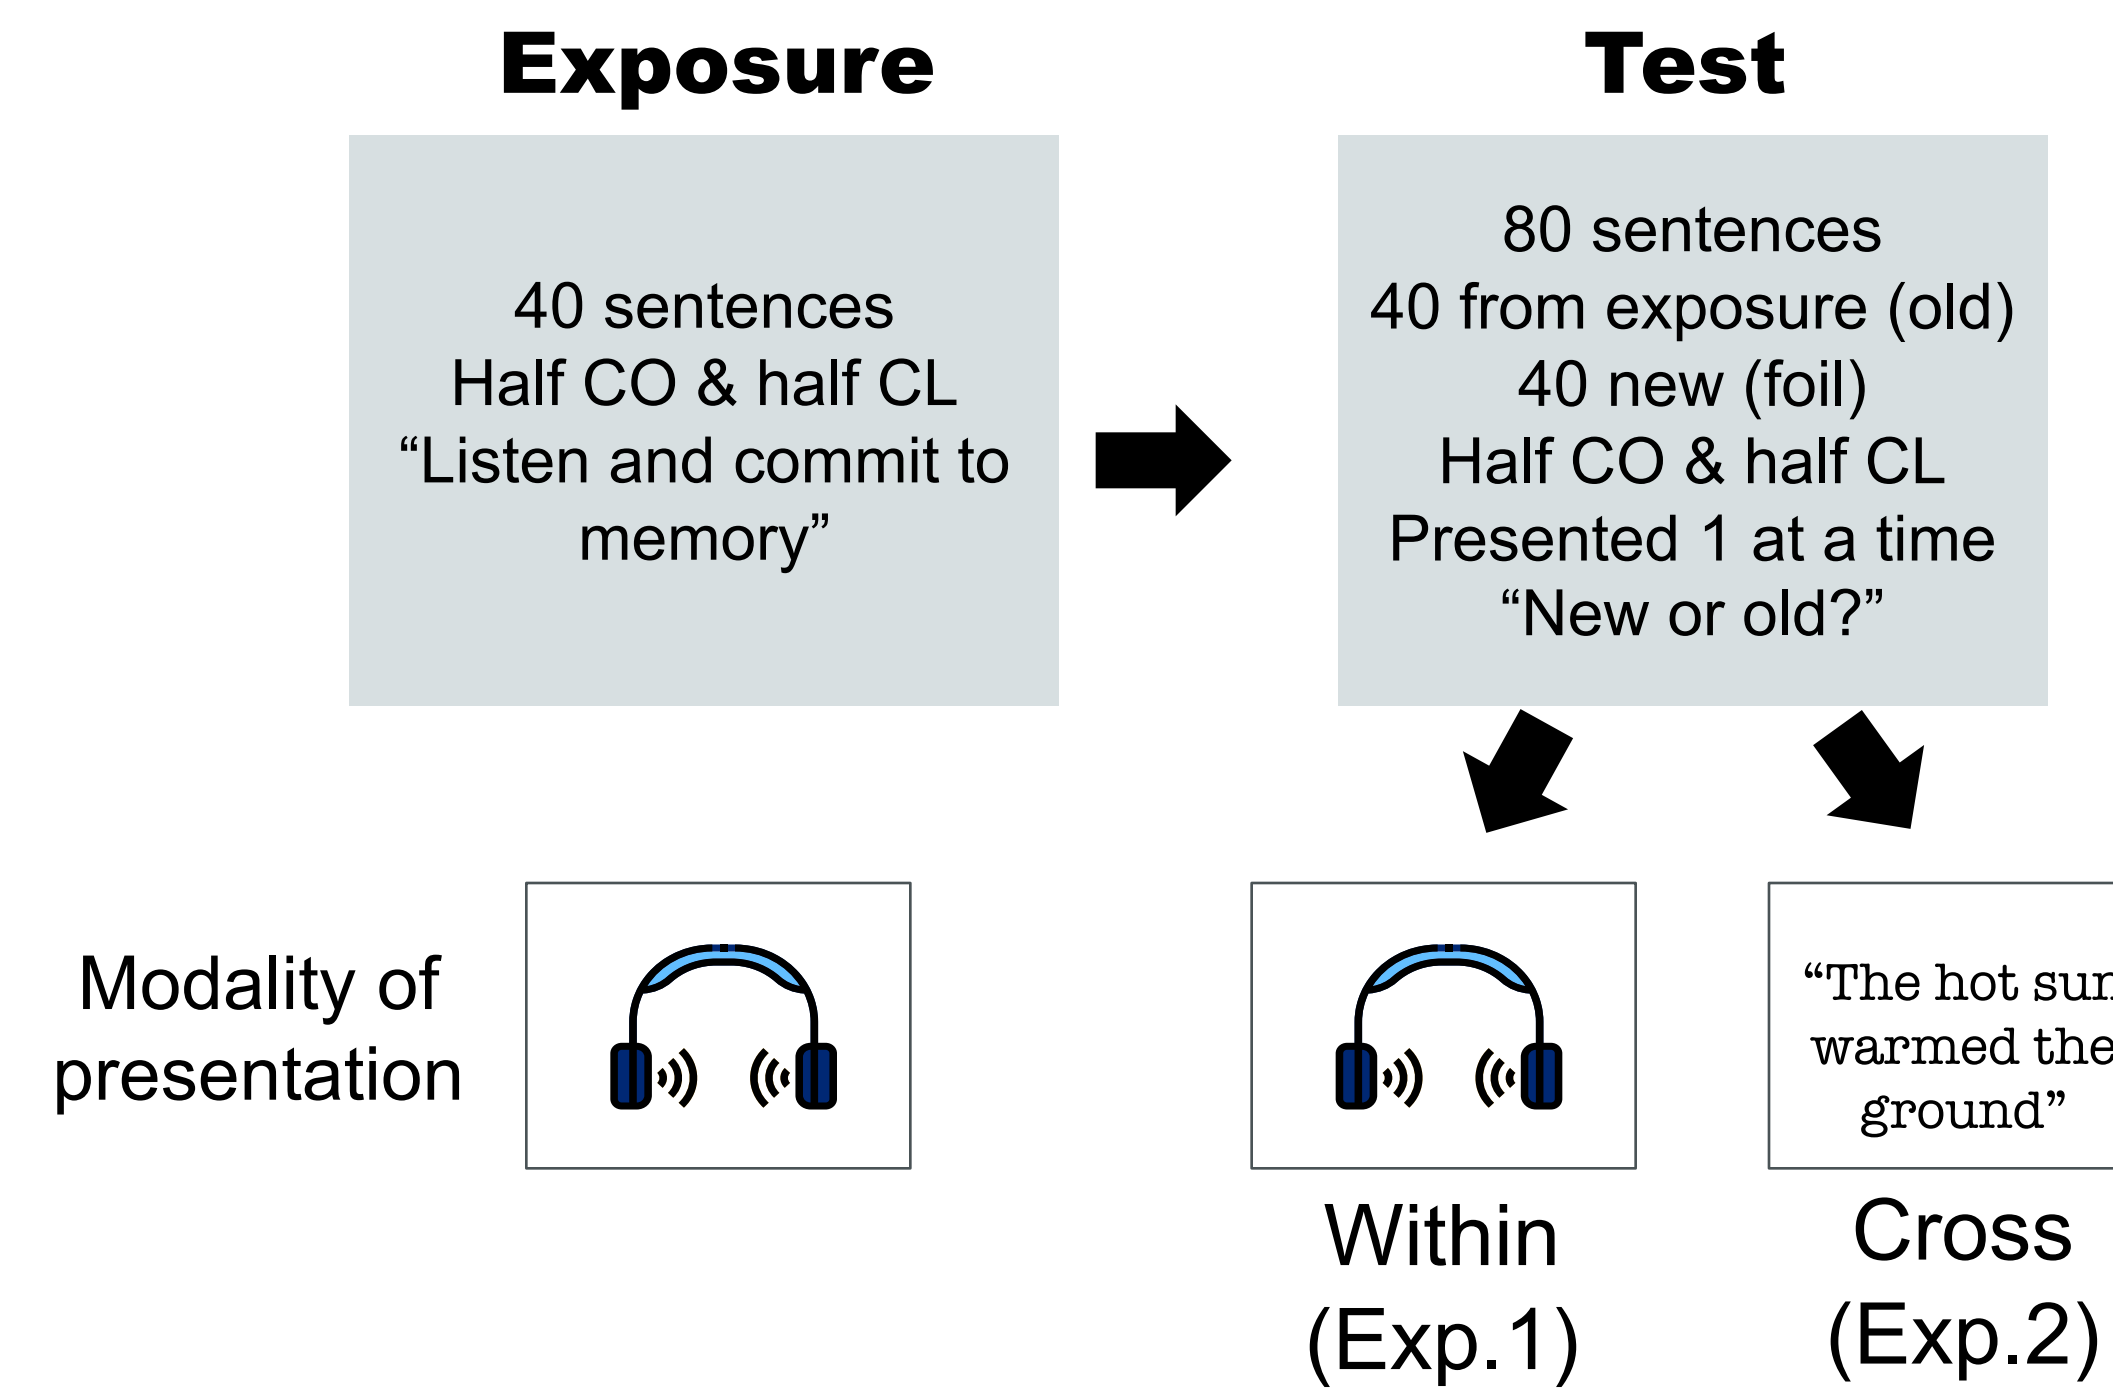 Exposure
40 sentences
Half CO & half CL
“Listen and commit to
memory”
Test
80 sentences
40 from exposure (old)
40 new (foil)
Half CO & half CL
Presented 1 at a time
“New or old?”
Modality of
presentation
Within
(Exp.1)
“The hot sun
warmed the
ground”
Cross
(Exp.2)